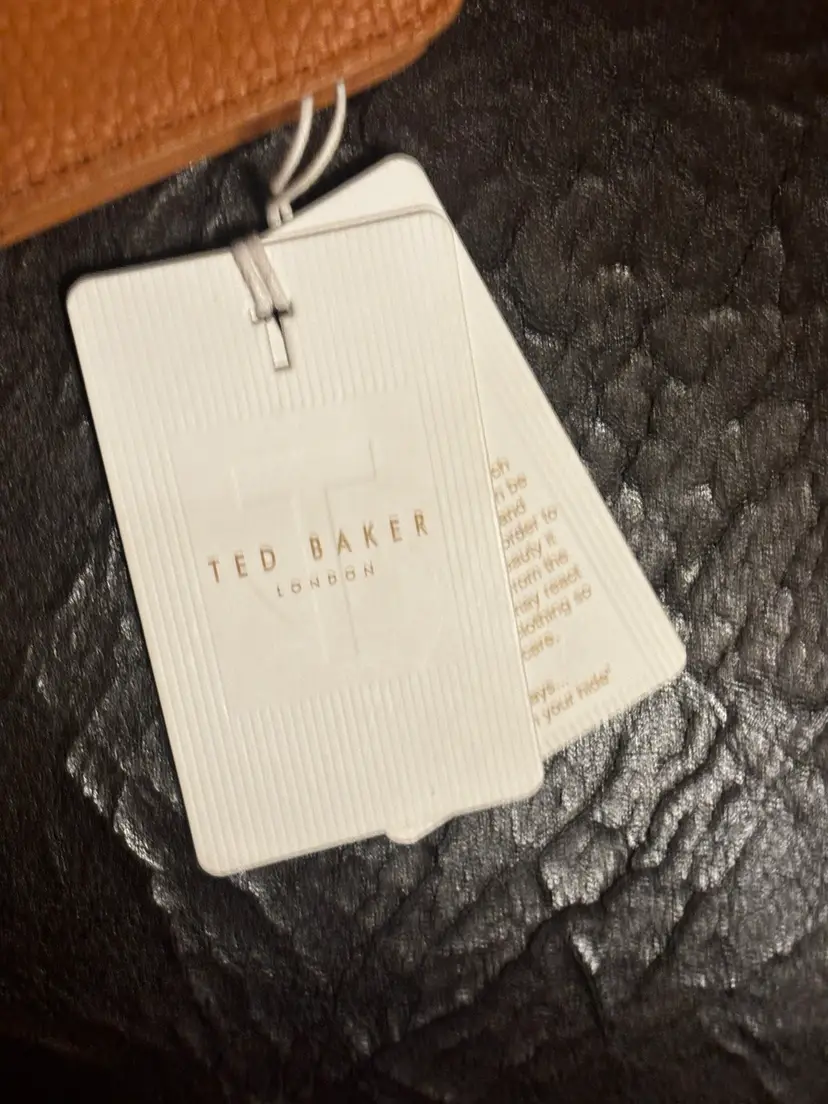 TED BAKER
LONDON
ch
n be
and
order to
eauty it
from the
may react
clothing so
care.
ays...
n your hide"